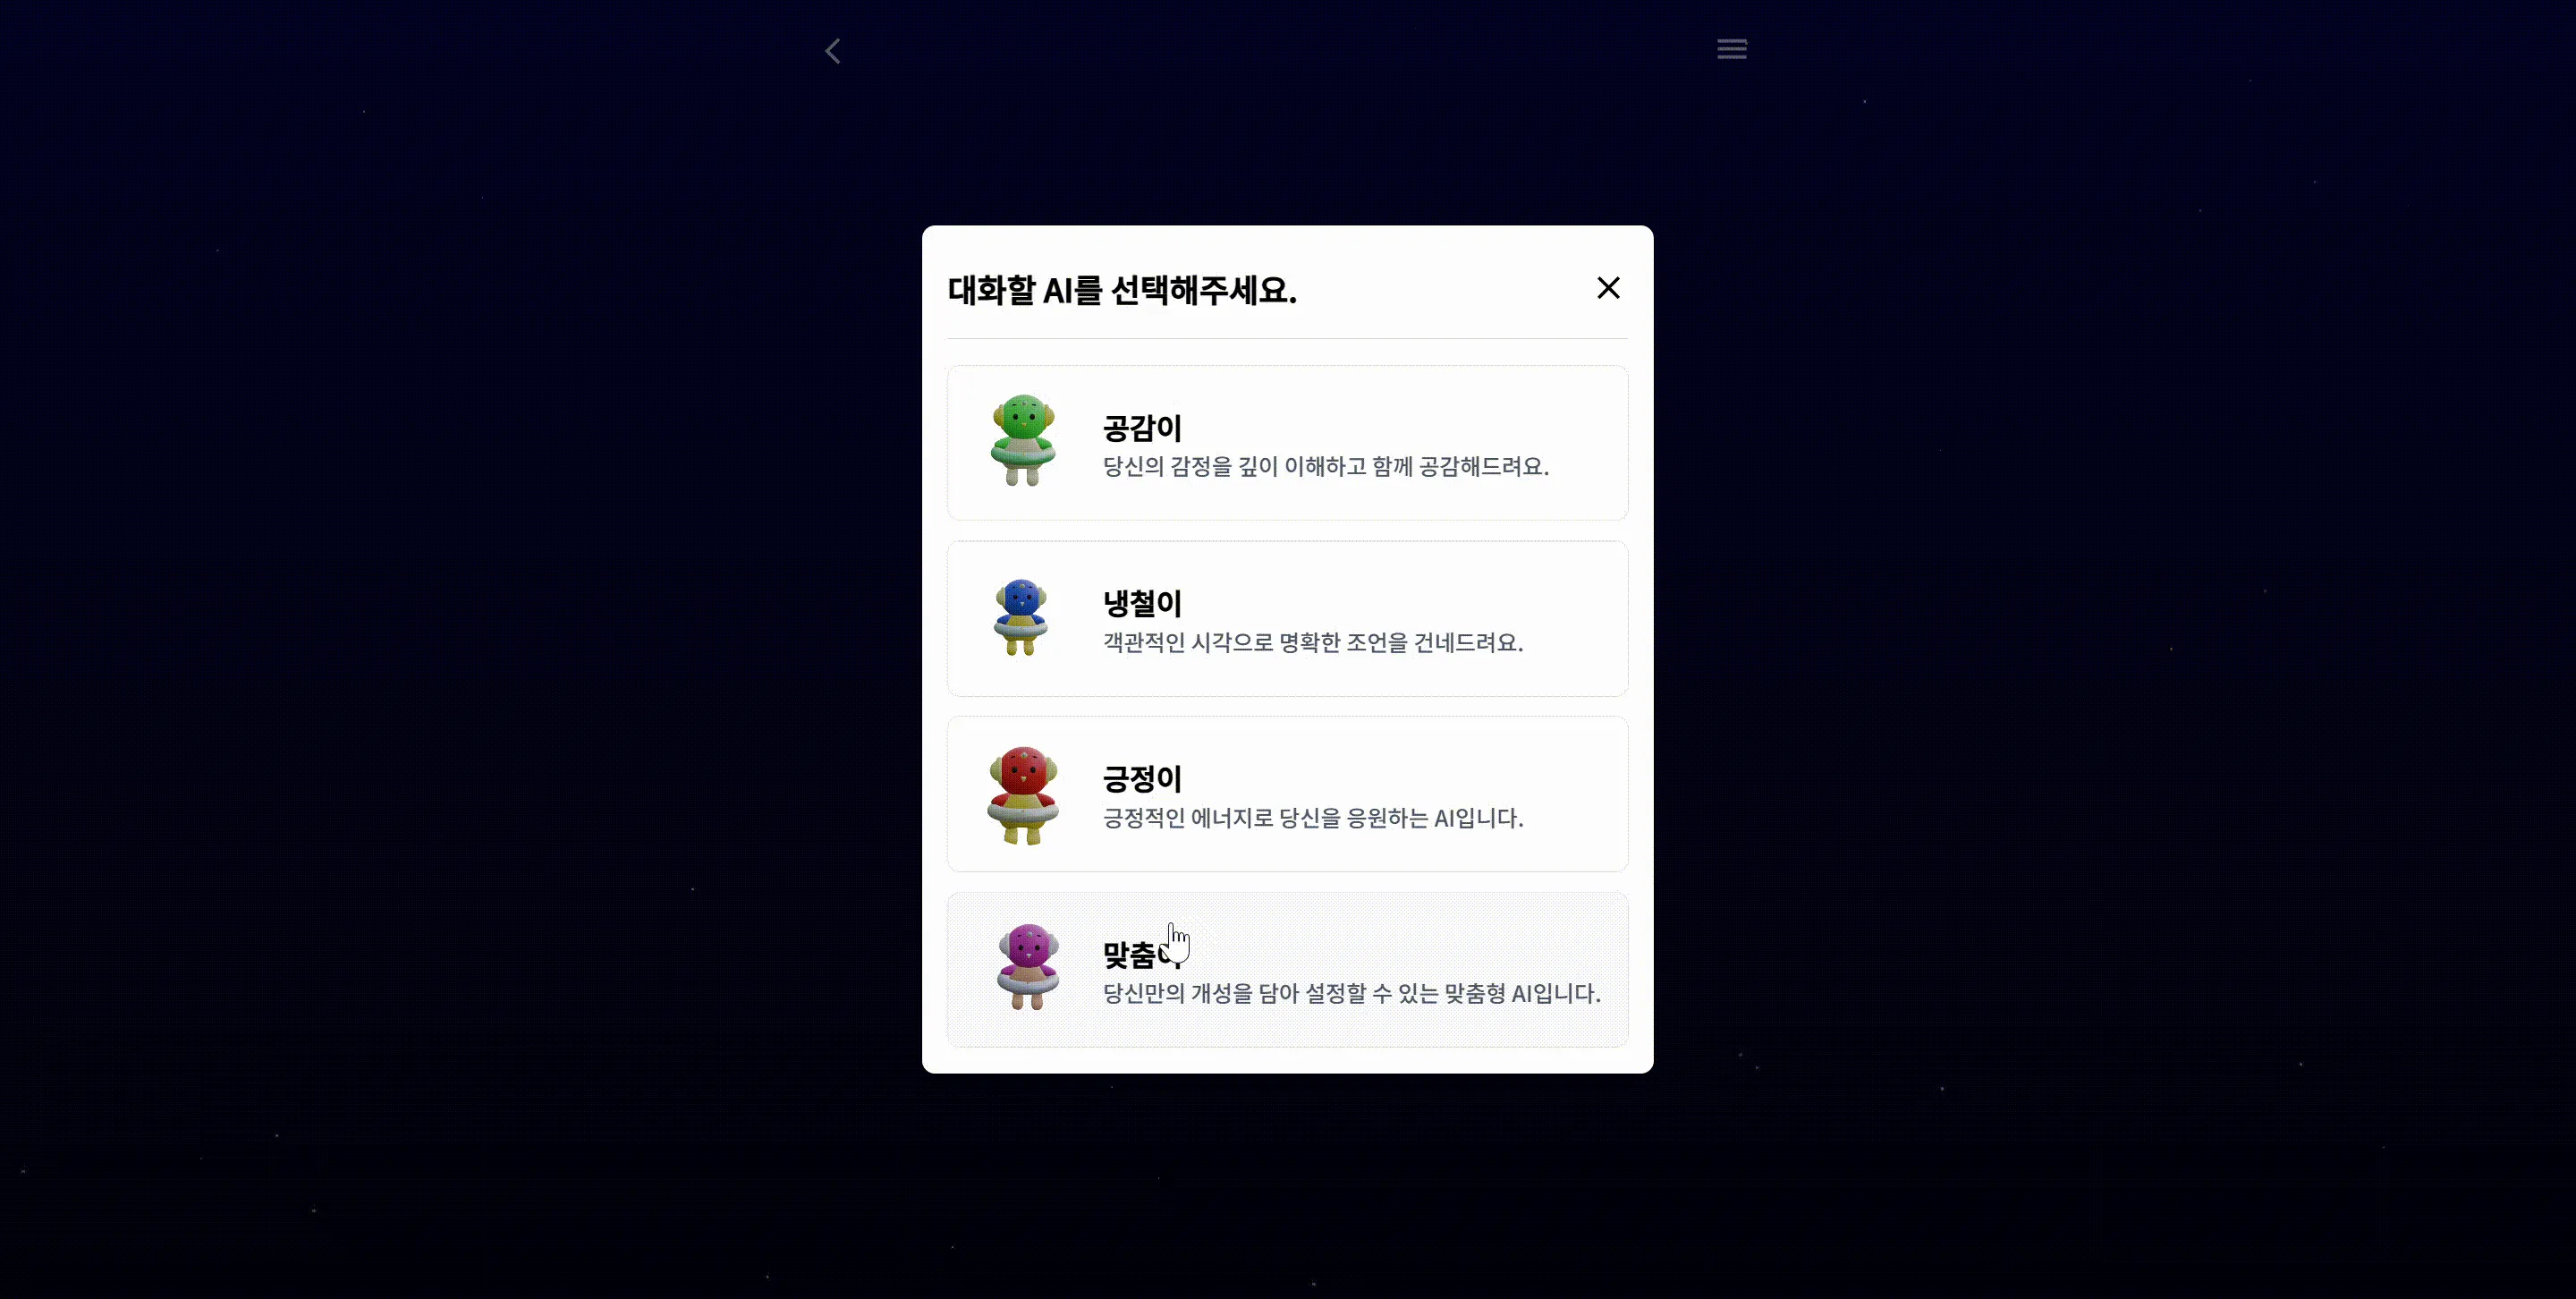 대화할 AI를 선택해주세요.
공감이
당신의 감정을 깊이 이해하고 함께 공감해드려요.
냉철이
객관적인 시각으로 명확한 조언을 건네드려요.
긍정이
긍정적인 에너지로 당신을 응원하는 AI입니다.
맞춤이
당신만의 개성을 담아 설정할 수 있는 맞춤형 AI입니다.